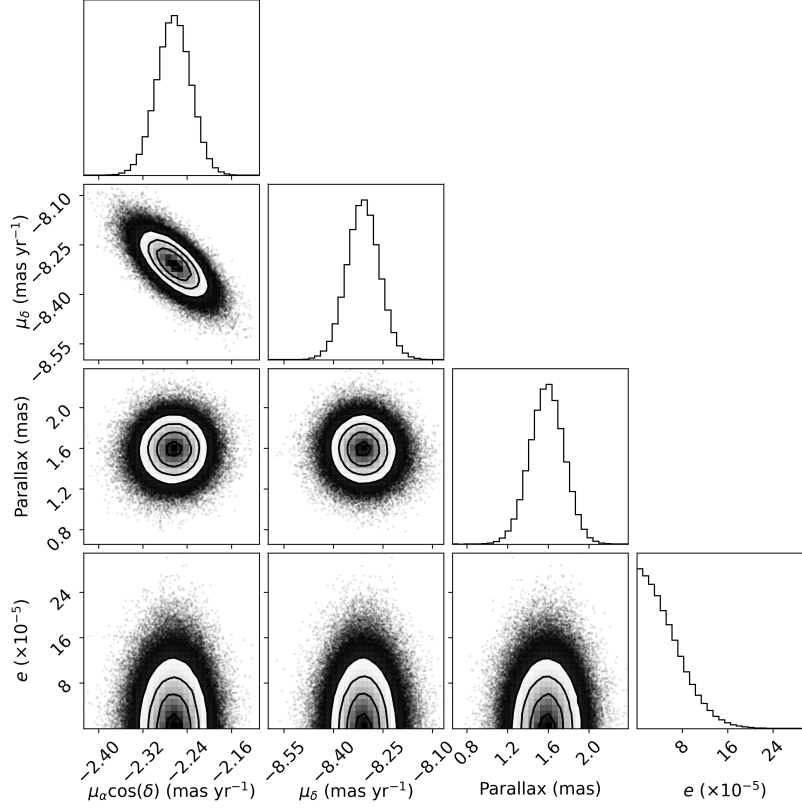 μ_δ (mas yr⁻¹)
−8.10
−8.25
−8.40
−8.55
Parallax (mas)
2.0
1.6
1.2
0.8
e (×10⁻⁵)
24
16
8
−2.40 −2.32 −2.24 −2.16 −8.55 −8.40 −8.25 −8.10 0.8 1.2 1.6 2.0 8 16 24
μ_αcos(δ) (mas yr⁻¹) μ_δ (mas yr⁻¹) Parallax (mas) e (×10⁻⁵)